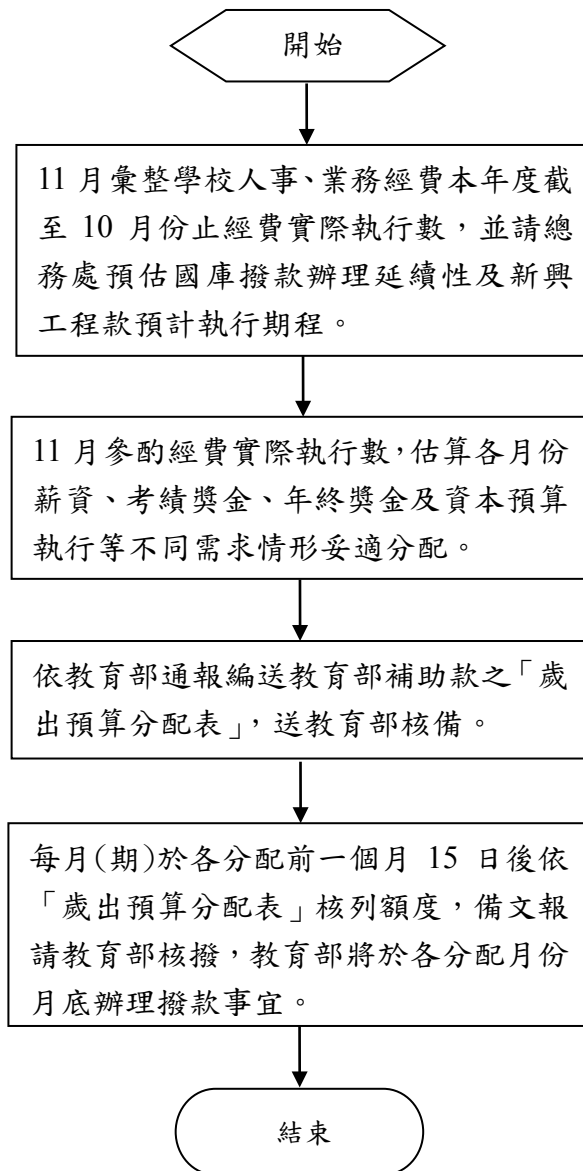 開始
11 月彙整學校人事、業務經費本年度截
至 10 月份止經費實際執行數，並請總
務處預估國庫撥款辦理延續性及新興
工程款預計執行期程。
11 月參酌經費實際執行數，估算各月份
薪資、考績獎金、年終獎金及資本預算
執行等不同需求情形妥適分配。
依教育部通報編送教育部補助款之「歲
出預算分配表」，送教育部核備。
每月(期)於各分配前一個月 15 日後依
「歲出預算分配表」核列額度，備文報
請教育部核撥，教育部將於各分配月份
月底辦理撥款事宜。
結束